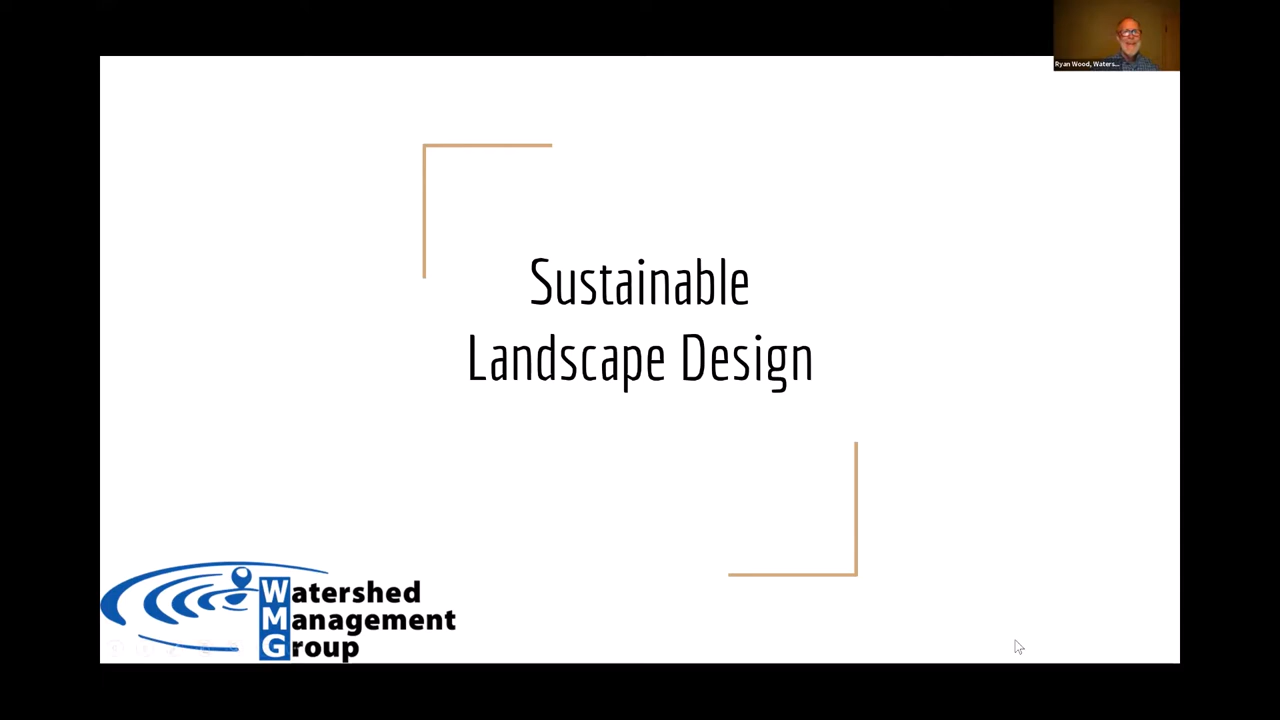 Ryan Wood, Waters...
Sustainable
Landscape Design
Watershed
Management
Group